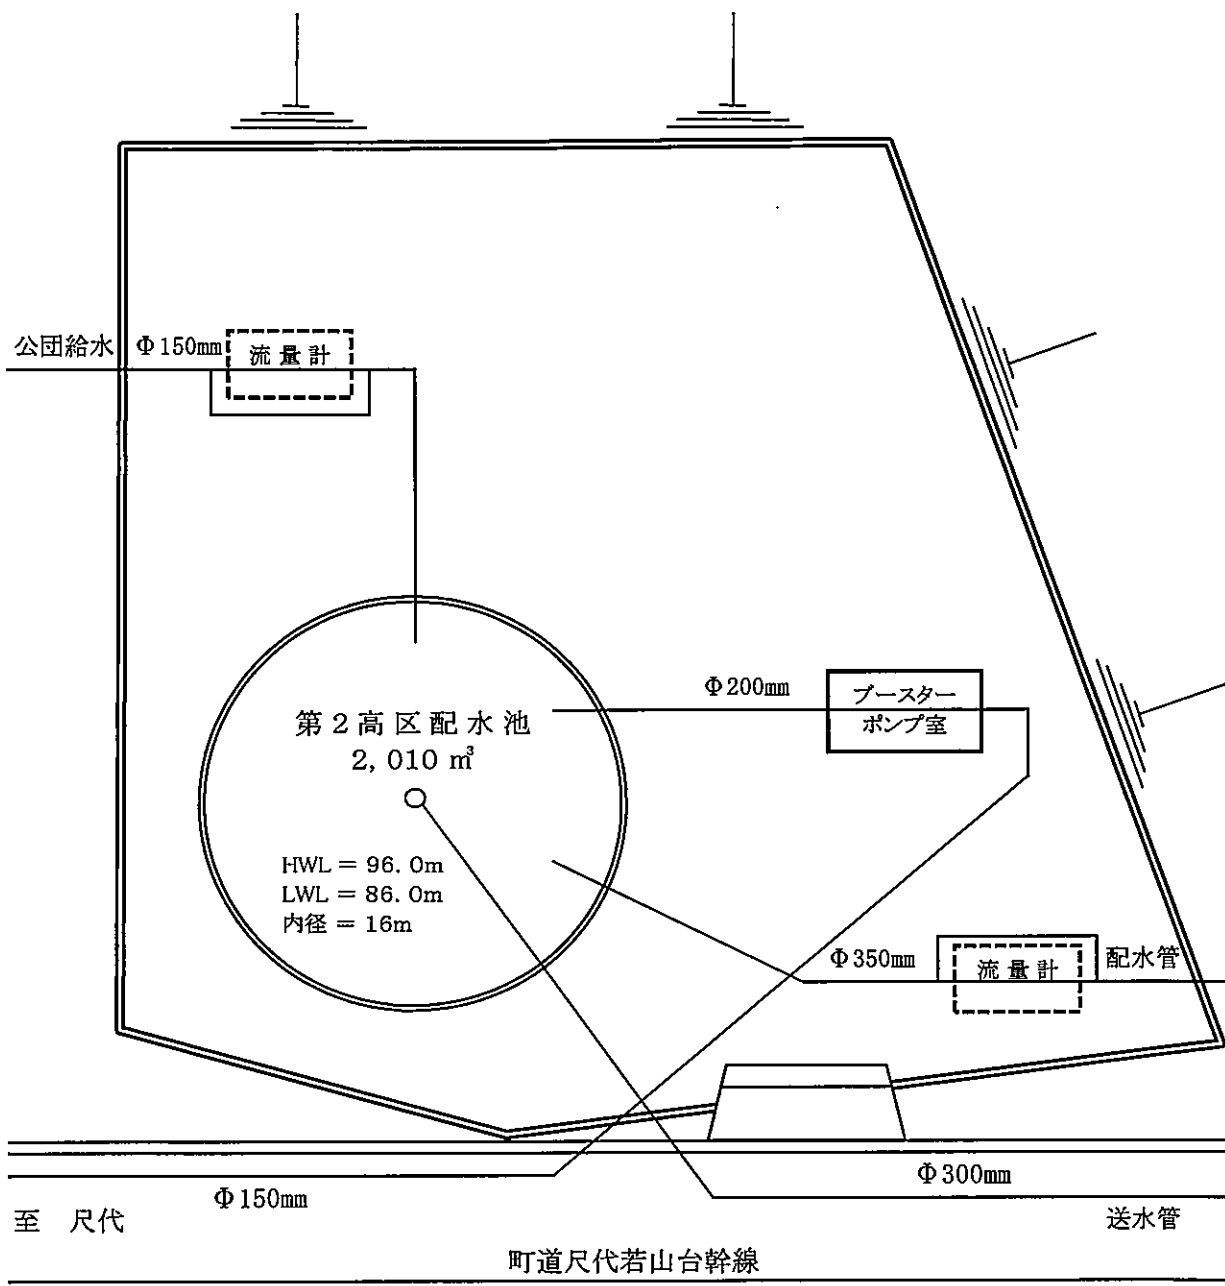 公団給水 Φ150mm 流量計
Φ200mm ブースター
ポンプ室
第2高区配水池
2,010 ㎥
HWL = 96.0m
LWL = 86.0m
内径 = 16m
Φ350mm 流量計 配水管
Φ150mm
Φ300mm
至 尺代
送水管
町道尺代若山台幹線